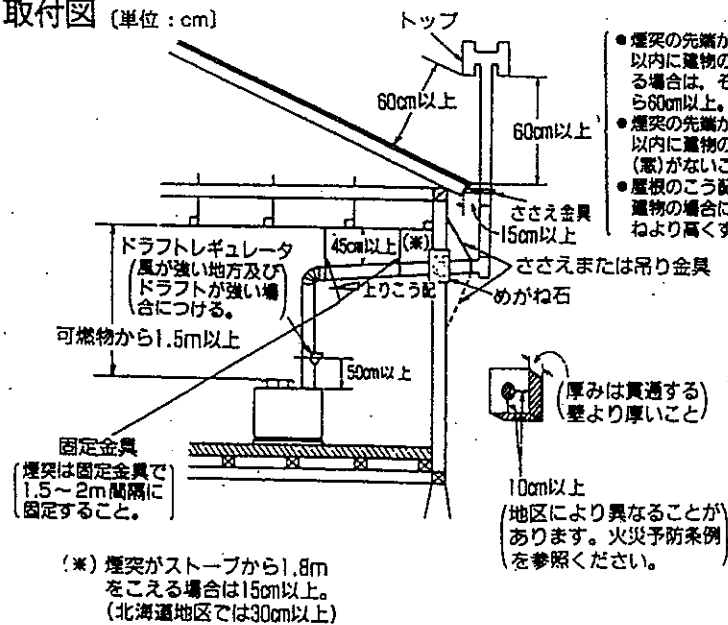 取付図〔単位：cm〕
トップ
60cm以上
60cm以上
●煙突の先端か
以内に建物の
る場合は、そ
ら60cm以上。
●煙突の先端か
以内に建物の
(窓)がないこ
●屋根のこう配
建物の場合に
ねより高くす
ささえ金具
15cm以上
ささえまたは吊り金具
めがね石
45cm以上
(※)
上りこう配
ドラフトレギュレータ
(風が強い地方及び
ドラフトが強い場
合につける。)
可燃物から1.5m以上
50cm以上
固定金具
[煙突は固定金具で
1.5～2m間隔に
固定すること。]
(厚みは貫通する
壁より厚いこと)
10cm以上
(地区により異なることが
あります。火災予防条例
を参照ください。)
(※) 煙突がストーブから1.8m
をこえる場合は15cm以上。
(北海道地区では30cm以上)